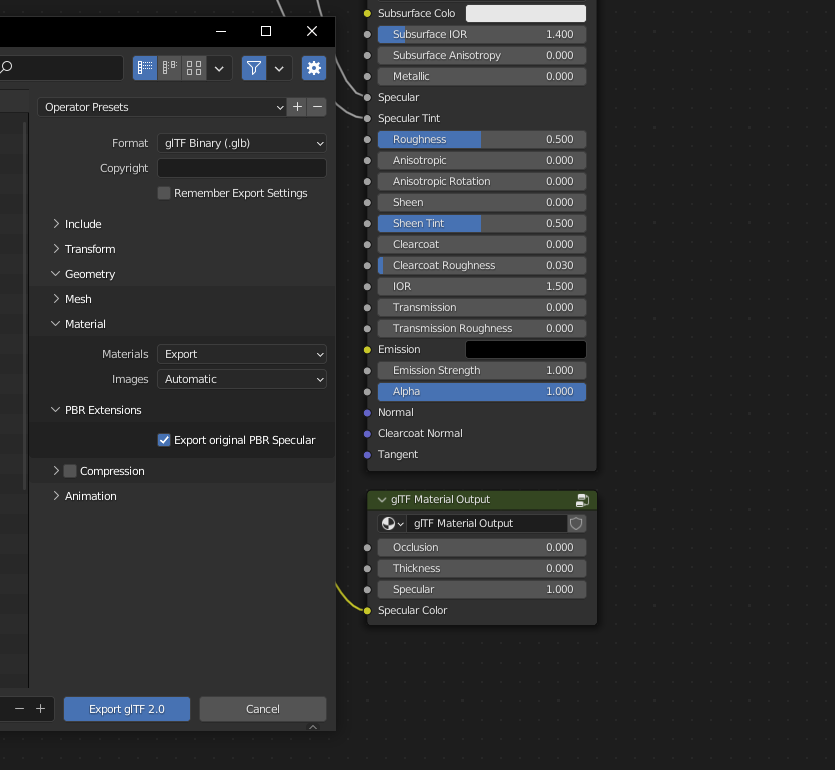 Operator Presets
Format glTF Binary (.glb)
Copyright
Remember Export Settings
Include
Transform
Geometry
Mesh
Material
Materials Export
Images Automatic
PBR Extensions
Export original PBR Specular
Compression
Animation
Export glTF 2.0 Cancel
Subsurface Colo
Subsurface IOR 1.400
Subsurface Anisotropy 0.000
Metallic 0.000
Specular
Specular Tint
Roughness 0.500
Anisotropic 0.000
Anisotropic Rotation 0.000
Sheen 0.000
Sheen Tint 0.500
Clearcoat 0.000
Clearcoat Roughness 0.030
IOR 1.500
Transmission 0.000
Transmission Roughness 0.000
Emission
Emission Strength 1.000
Alpha 1.000
Normal
Clearcoat Normal
Tangent
glTF Material Output
glTF Material Output
Occlusion 0.000
Thickness 0.000
Specular 1.000
Specular Color